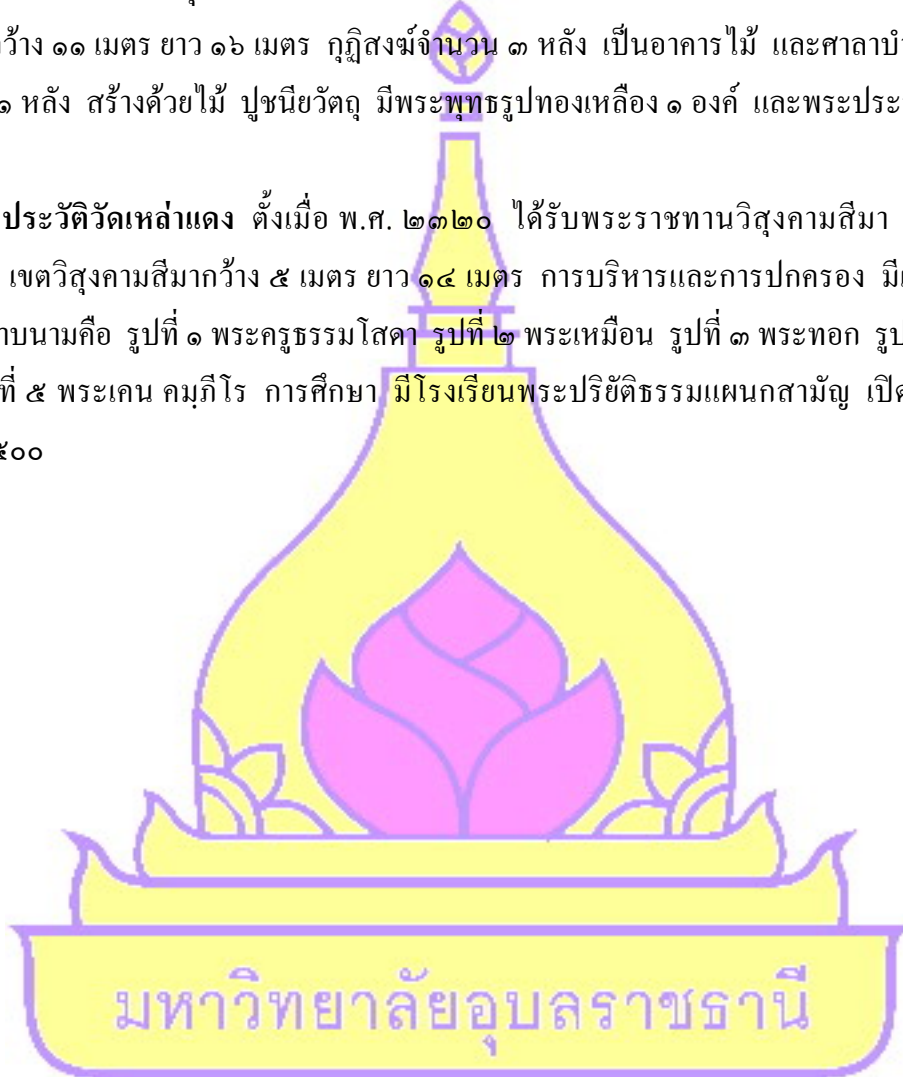 ว้าง ๑๑ เมตร ยาว ๑๖ เมตร กุฏิสงฆ์จำนวน ๓ หลัง เป็นอาคารไม้ และศาลาบำ
๑ หลัง สร้างด้วยไม้ ปูชนียวัตถุ มีพระพุทธรูปทองเหลือง ๑ องค์ และพระประ
ประวัติวัดเหล่าแดง ตั้งเมื่อ พ.ศ. ๒๓๒๐ ได้รับพระราชทานวิสุงคามสีมา
เขตวิสุงคามสีมากว้าง ๕ เมตร ยาว ๑๔ เมตร การบริหารและการปกครอง มี
าบนามคือ รูปที่ ๑ พระครูธรรมโสดา รูปที่ ๒ พระเหมือน รูปที่ ๓ พระทอก รูป
ที่ ๕ พระเคน คมฺภีโร การศึกษา มีโรงเรียนพระปริยัติธรรมแผนกสามัญ เปิด
๕๐๐
มหาวิทยาลัยอุบลราชธานี